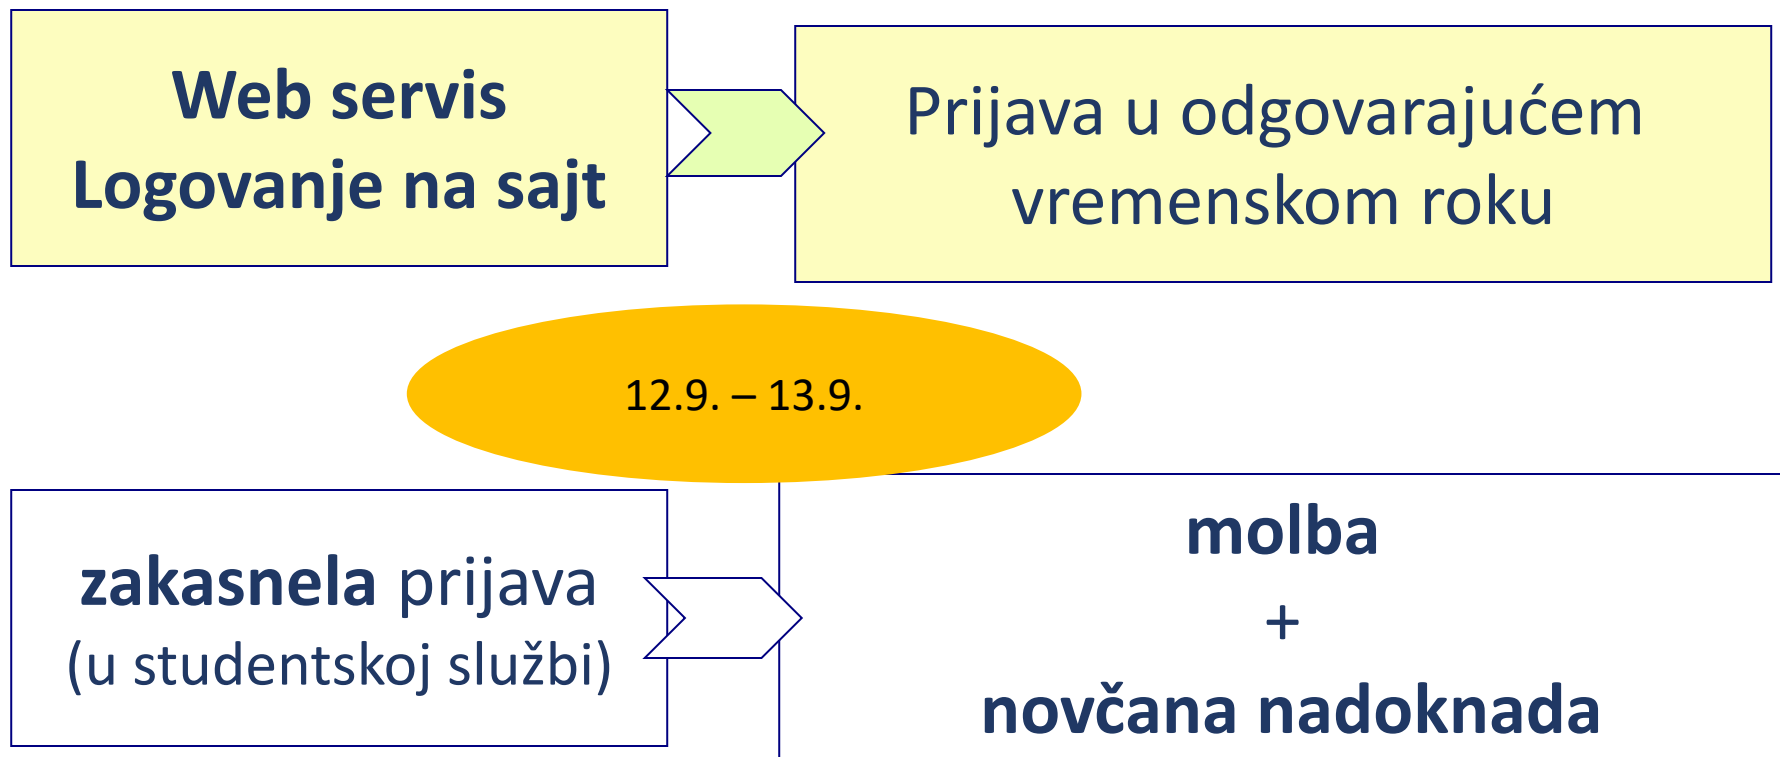 Web servis
Logovanje na sajt
Prijava u odgovarajućem
vremenskom roku
12.9. – 13.9.
zakasnela prijava
(u studentskoj službi)
molba
+
novčana nadoknada